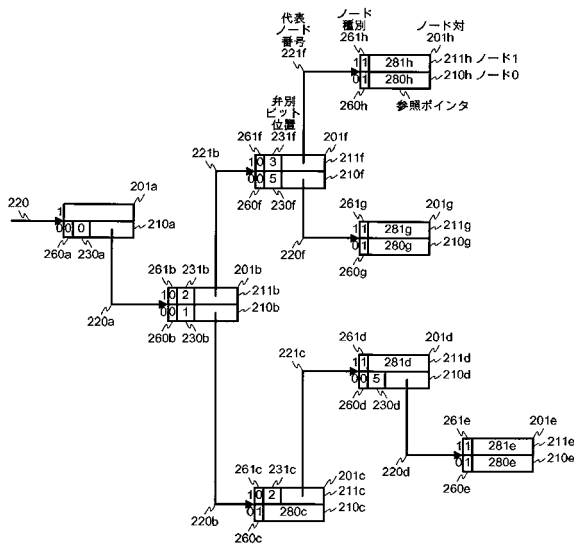 代表
ノード
番号
221f
ノード
種別
261h
ノード対
201h
1 1 281h 211h ノード1
0 1 280h 210h ノード0
260h 参照ポインタ
弁別
ビット
位置
261f 231f 201f
221b
1 0 3 211f
0 0 5 210f
260f 230f
220 201a
1
0 0 0 210a
260a 230a
261g 201g
1 1 281g 211g
0 1 280g 210g
220f 260g
261b 231b 201b
1 0 2 211b
0 0 1 210b
220a 260b 230b
221c 261d 201d
1 1 281d 211d
0 0 5 210d
260d 230d
261e 201e
1 1 281e 211e
0 1 280e 210e
220d 260e
261c 231c 201c
1 0 2 211c
0 1 280c 210c
220b 260c